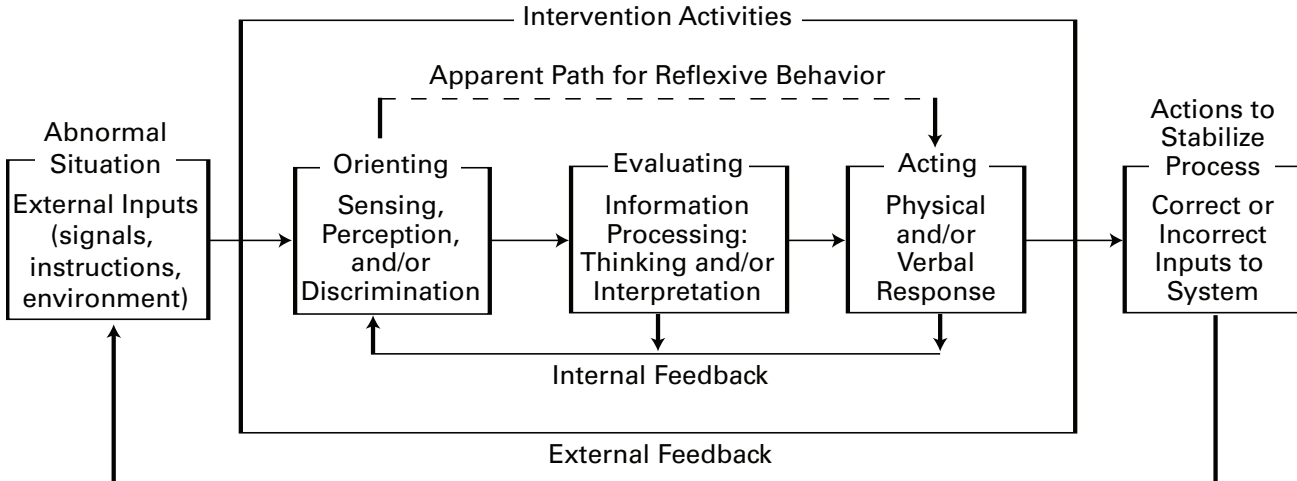 Intervention Activities
Apparent Path for Reflexive Behavior
Abnormal
Situation
External Inputs
(signals,
instructions,
environment)
Orienting
Sensing,
Perception,
and/or
Discrimination
Evaluating
Information
Processing:
Thinking and/or
Interpretation
Acting
Physical
and/or
Verbal
Response
Actions to
Stabilize
Process
Correct or
Incorrect
Inputs to
System
Internal Feedback
External Feedback